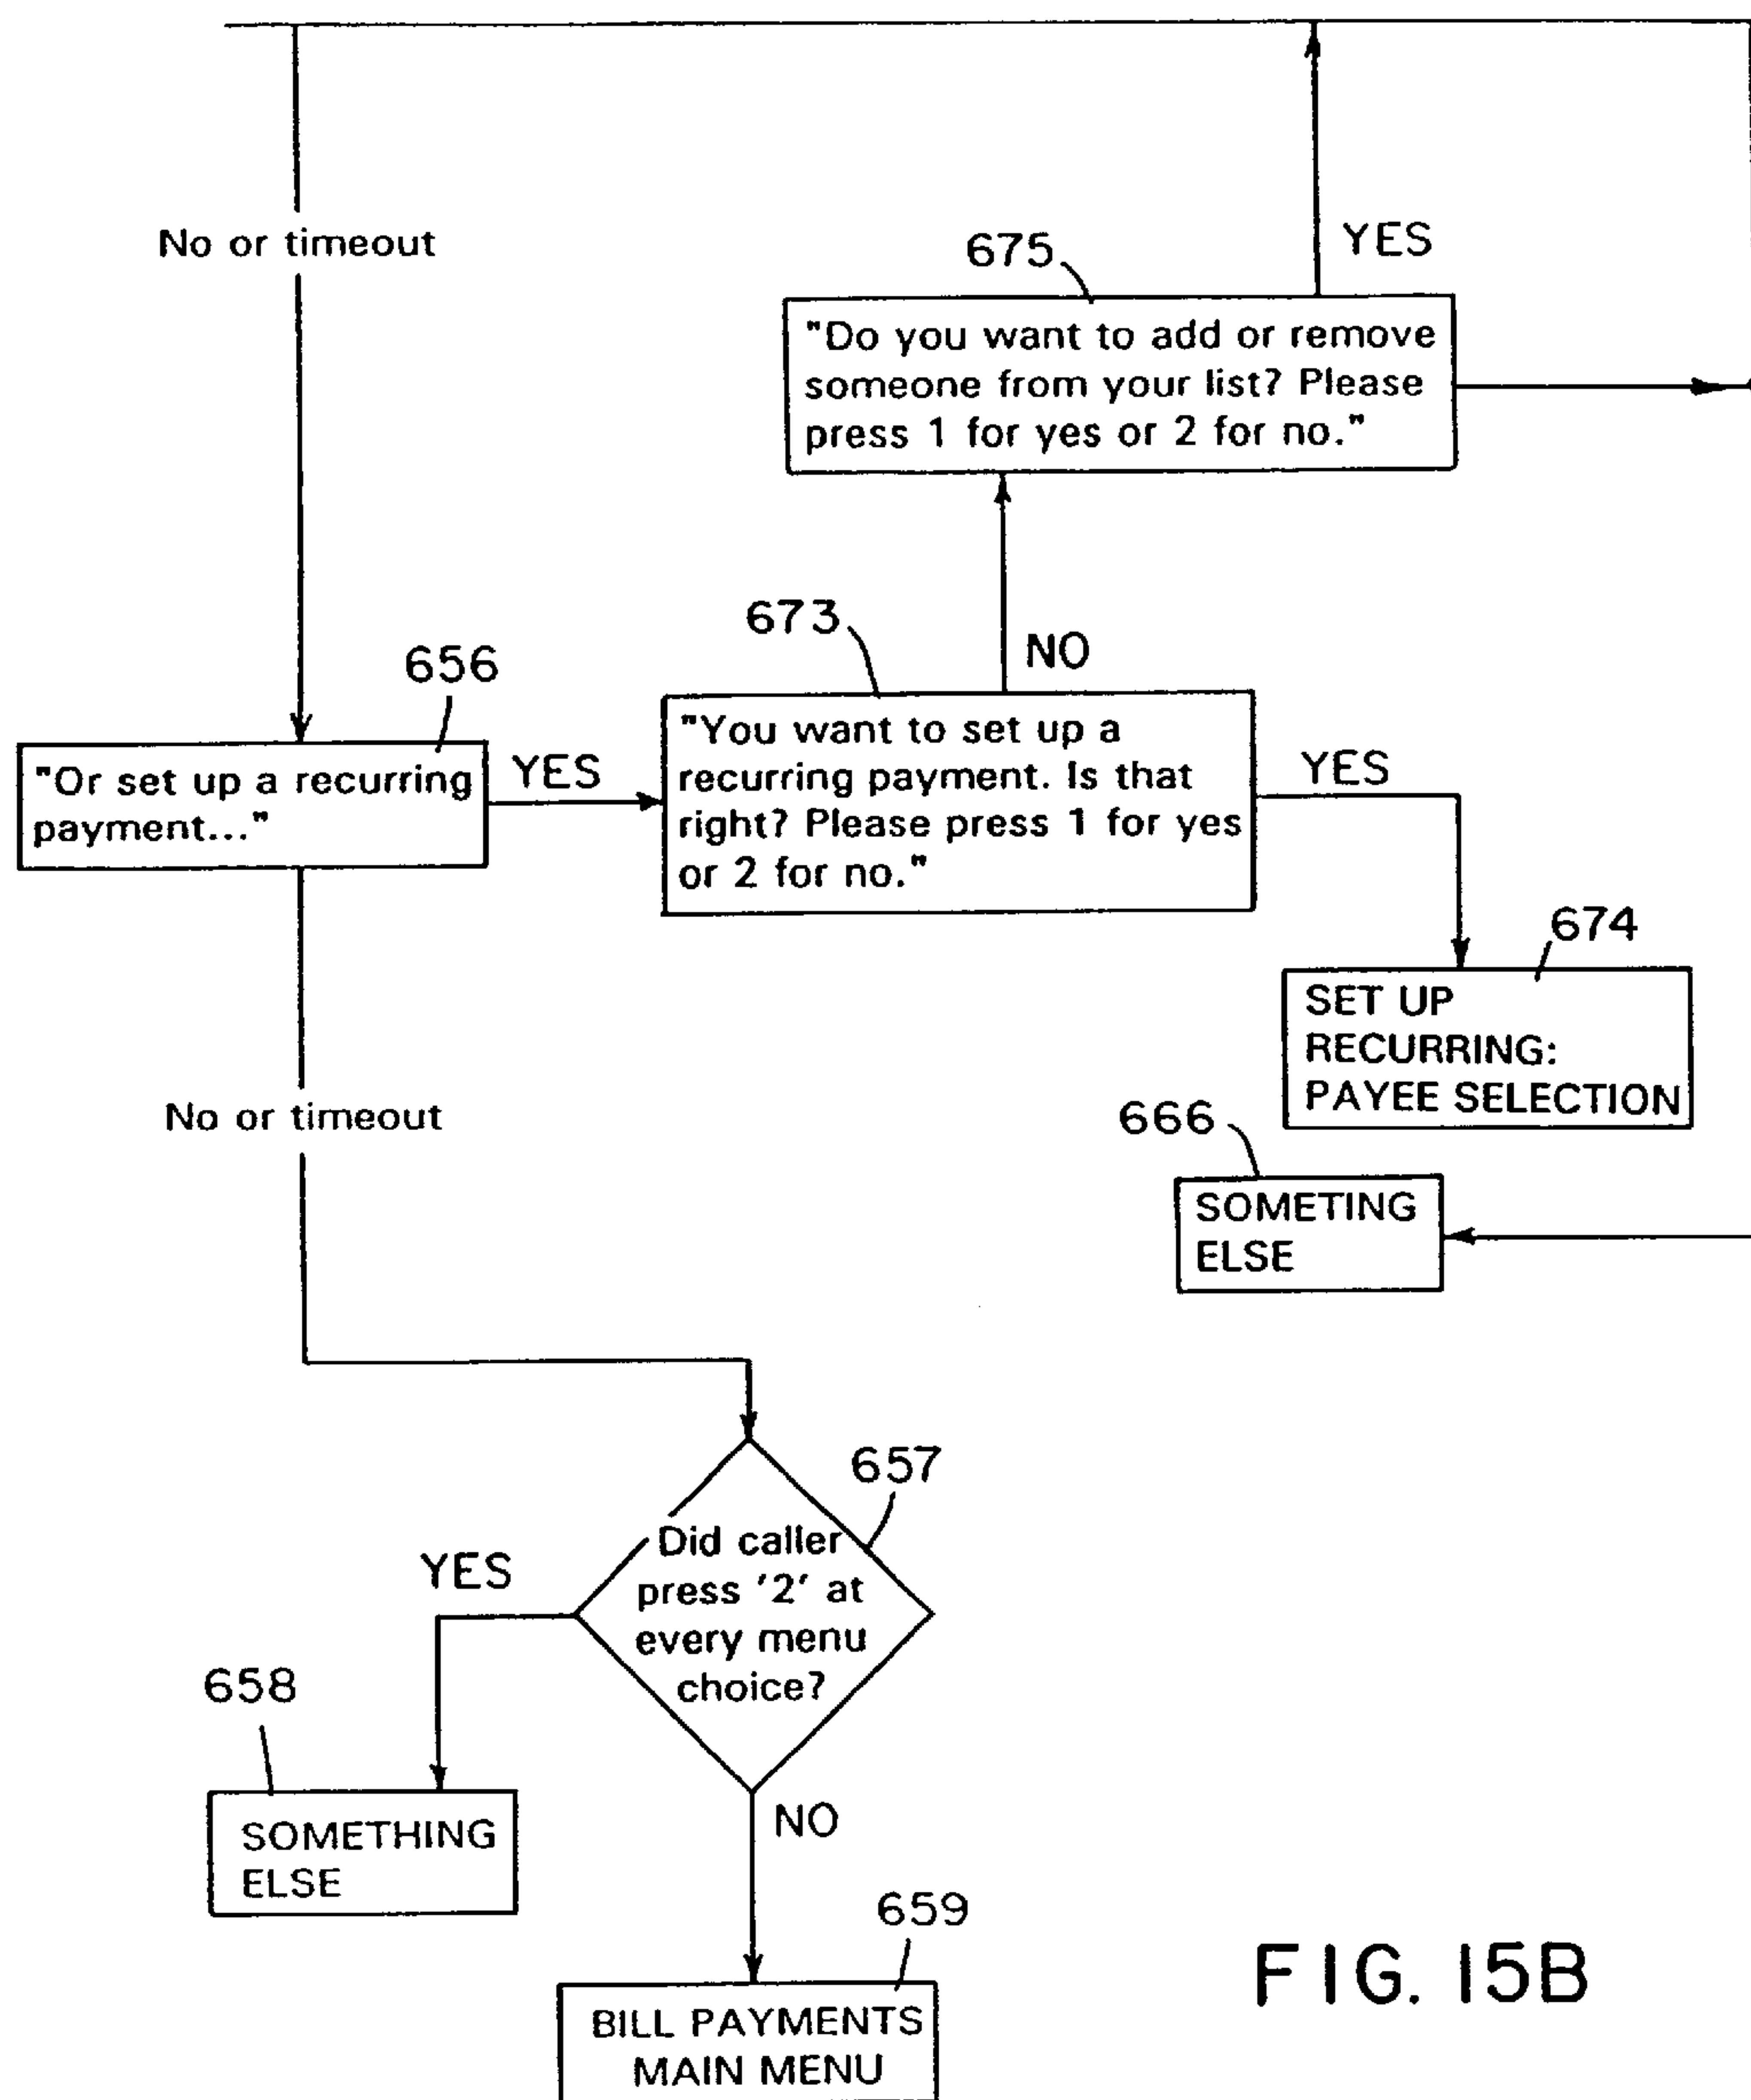 No or timeout
675
YES
"Do you want to add or remove
someone from your list? Please
press 1 for yes or 2 for no."
673
NO
656
"Or set up a recurring
payment..."
YES
"You want to set up a
recurring payment. Is that
right? Please press 1 for yes
or 2 for no."
YES
674
SET UP
RECURRING:
PAYEE SELECTION
No or timeout
666
SOMETING
ELSE
657
Did caller
press '2' at
every menu
choice?
YES
658
SOMETHING
ELSE
NO
659
BILL PAYMENTS
MAIN MENU
FIG. 15B